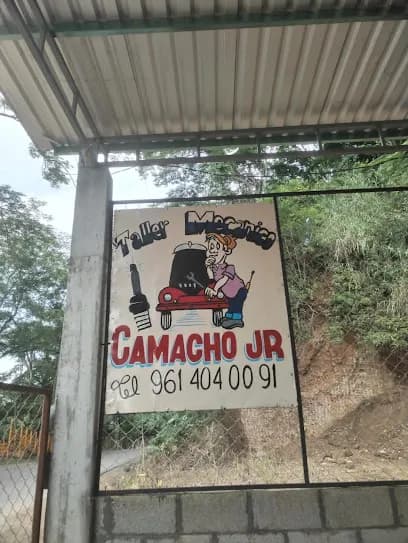 Taller Mecanico
CAMACHO JR
Tel 961 404 00 91